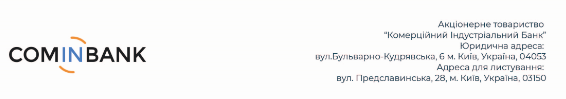 COMINBANK
Акціонерне товариство
“Комерційний Індустріальний Банк”
Юридична адреса:
вул.Бульварно-Кудрявська, 6 м. Київ, Україна, 04053
Адреса для листування:
вул. Предславинська, 28, м. Київ, Україна, 03150